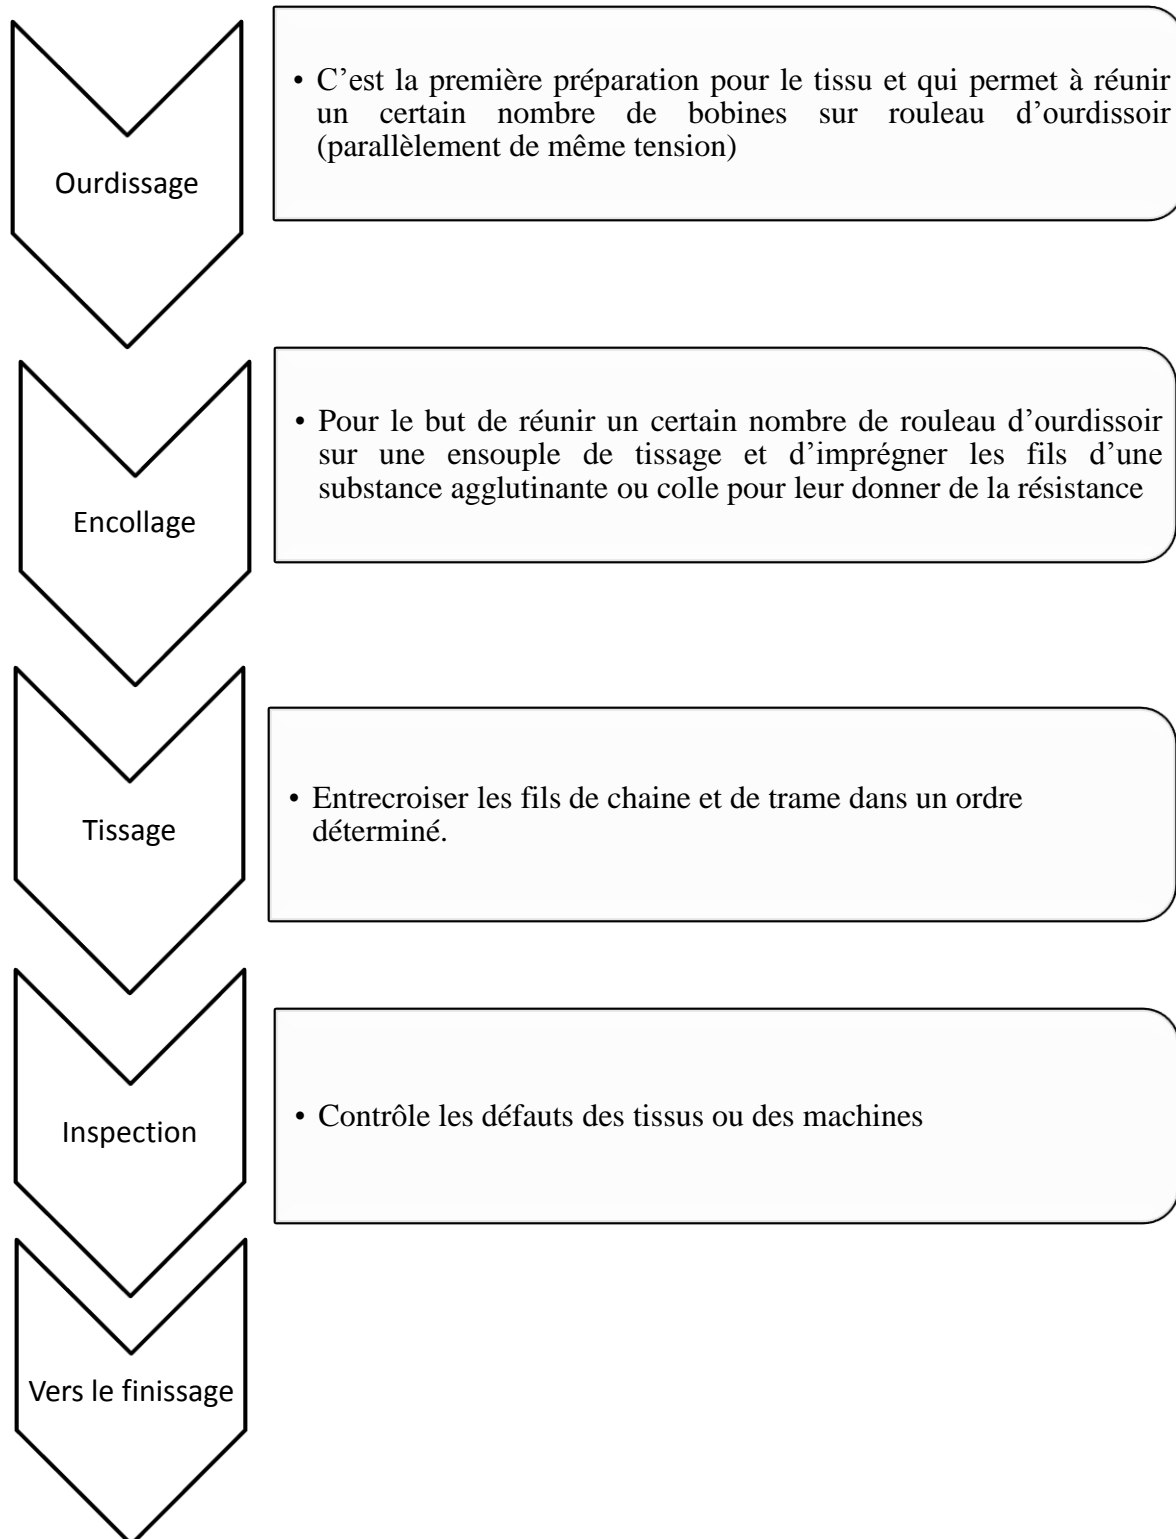 Ourdissage
• C’est la première préparation pour le tissu et qui permet à réunir
un certain nombre de bobines sur rouleau d’ourdissoir
(parallèlement de même tension)
Encollage
• Pour le but de réunir un certain nombre de rouleau d’ourdissoir
sur une ensouple de tissage et d’imprégner les fils d’une
substance agglutinante ou colle pour leur donner de la résistance
Tissage
• Entrecroiser les fils de chaine et de trame dans un ordre
déterminé.
Inspection
• Contrôle les défauts des tissus ou des machines
Vers le finissage